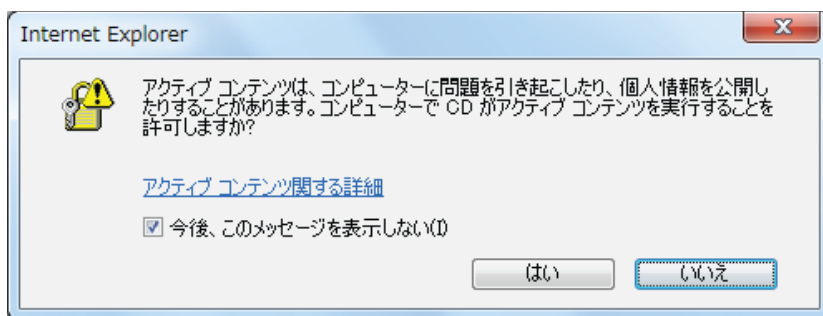 Internet Explorer
アクティブ コンテンツは、コンピューターに問題を引き起こしたり、個人情報を公開し
たりすることがあります。コンピューターで CD がアクティブ コンテンツを実行することを
許可しますか?
アクティブ コンテンツ関する詳細
今後、このメッセージを表示しない(I)
はい
いいえ